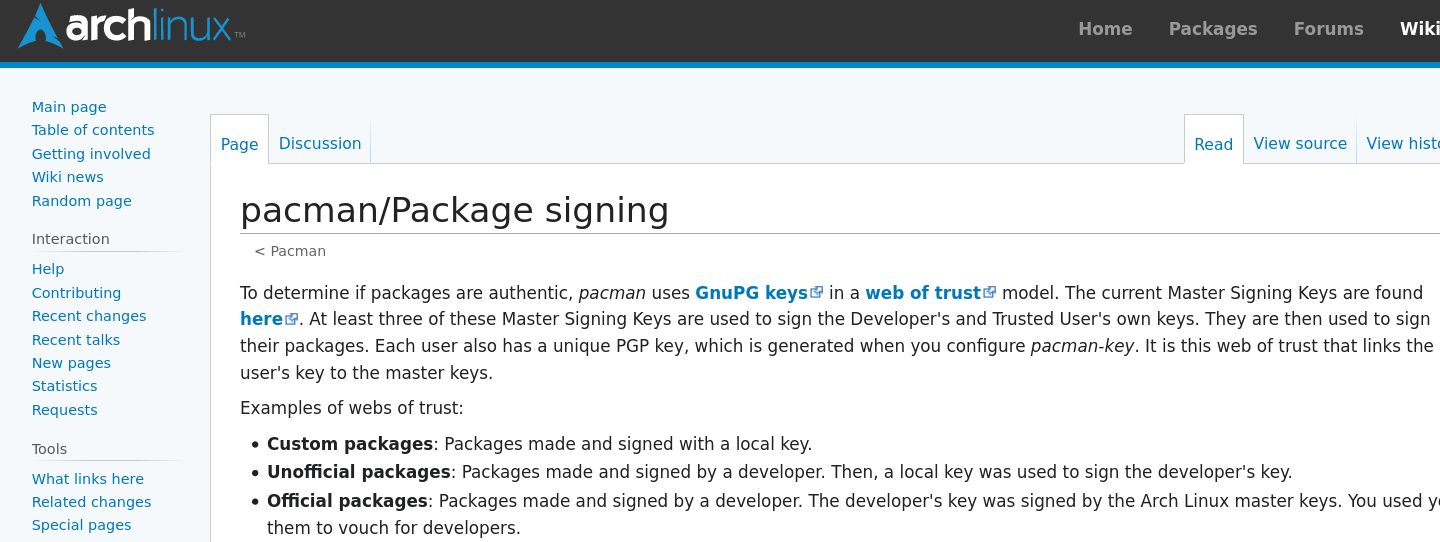 archlinux™
Home Packages Forums Wiki
Main page
Table of contents
Getting involved
Wiki news
Random page
Interaction
Help
Contributing
Recent changes
Recent talks
New pages
Statistics
Requests
Tools
What links here
Related changes
Special pages
Page Discussion
Read View source View
pacman/Package signing
< Pacman
To determine if packages are authentic, pacman uses GnuPG keys in a web of trust model. The current Master Signing Keys are found
here. At least three of these Master Signing Keys are used to sign the Developer's and Trusted User's own keys. They are then used to sign
their packages. Each user also has a unique PGP key, which is generated when you configure pacman-key. It is this web of trust that links the
user's key to the master keys.
Examples of webs of trust:
• Custom packages: Packages made and signed with a local key.
• Unofficial packages: Packages made and signed by a developer. Then, a local key was used to sign the developer's key.
• Official packages: Packages made and signed by a developer. The developer's key was signed by the Arch Linux master keys. You used
them to vouch for developers.